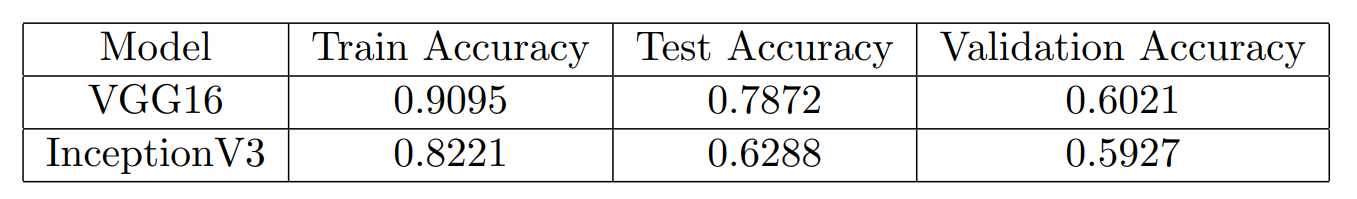 Model Train Accuracy Test Accuracy Validation Accuracy
VGG16 0.9095 0.7872 0.6021
InceptionV3 0.8221 0.6288 0.5927